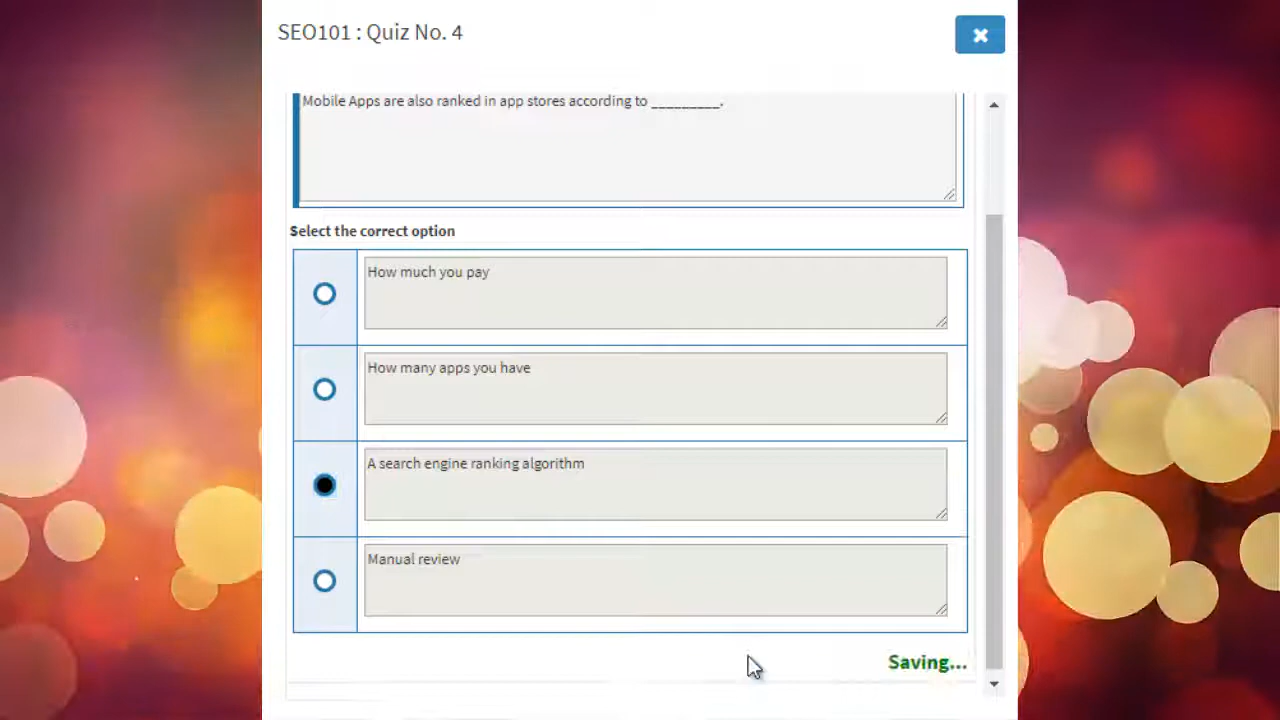 SEO101 : Quiz No. 4
Mobile Apps are also ranked in app stores according to _________.
Select the correct option
How much you pay
How many apps you have
A search engine ranking algorithm
Manual review
Saving...